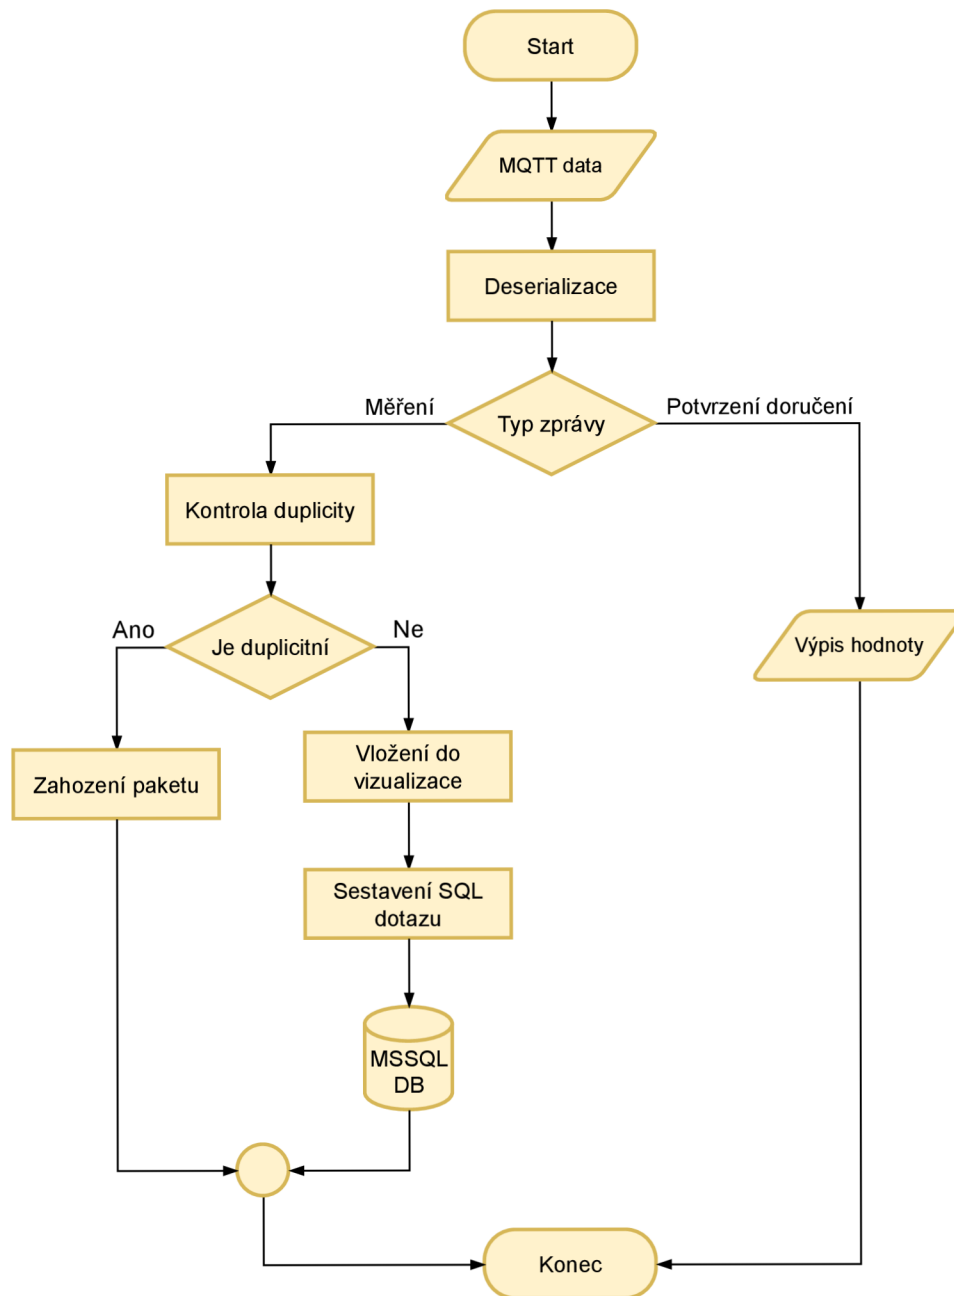 Start
MQTT data
Deserializace
Měření
Typ zprávy
Potvrzení doručení
Kontrola duplicity
Ano
Je duplicitní
Ne
Výpis hodnoty
Zahození paketu
Vložení do
vizualizace
Sestavení SQL
dotazu
MSSQL
DB
Konec